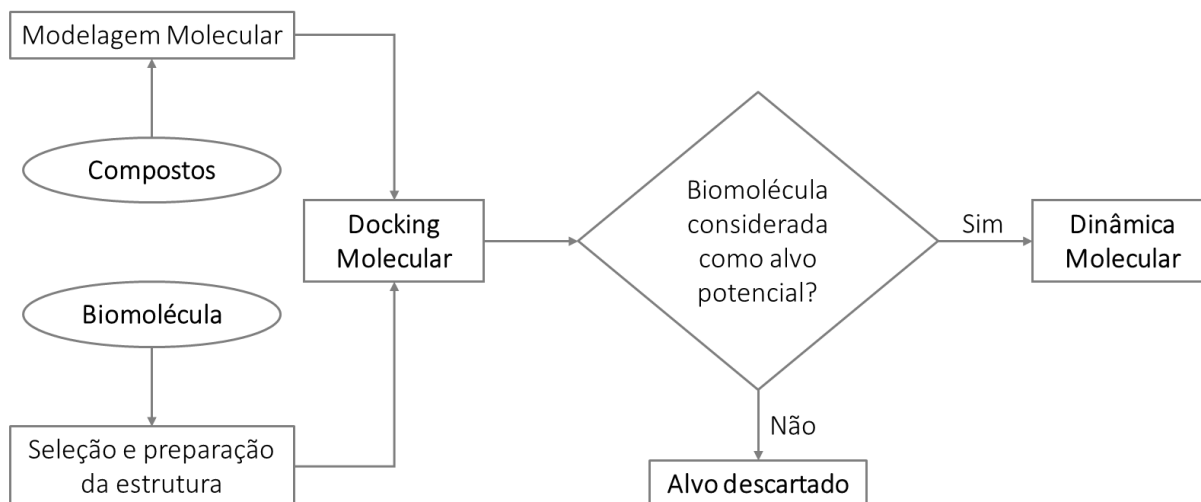 Modelagem Molecular
Compostos
Biomolécula
Seleção e preparação
da estrutura
Docking
Molecular
Biomolécula
considerada
como alvo
potencial?
Sim
Dinâmica
Molecular
Não
Alvo descartado